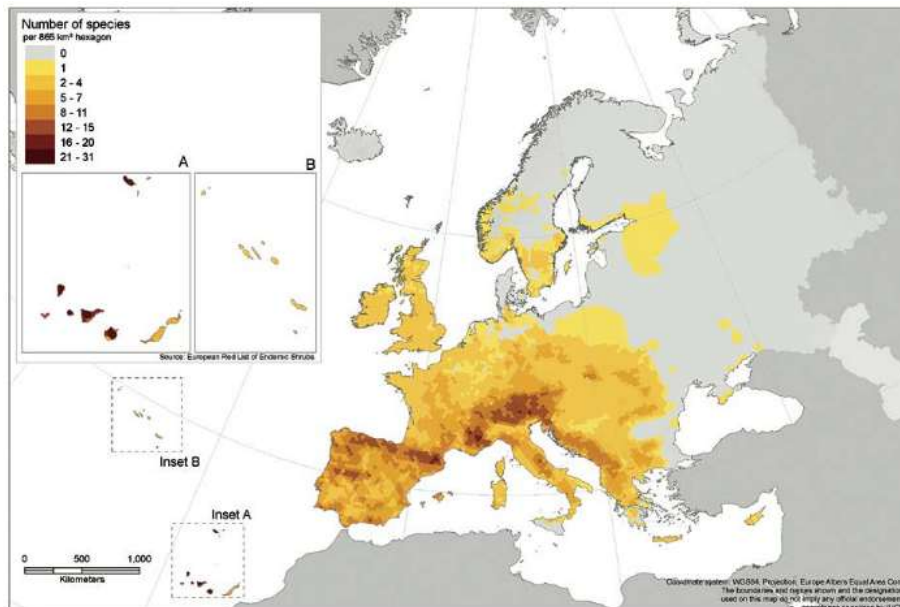 Number of species
per 865 km² hexagon
0
1
2 - 4
5 - 7
8 - 11
12 - 15
16 - 20
21 - 31
A
B
Source: European Red List of Endemic Shrubs
Inset B
Inset A
0 500 1,000
Kilometers
Coordinate system: WGS84, Projection: Europe Albers Equal Area Con
The boundaries and names shown and the designation
used on this map do not imply any official endorsemen